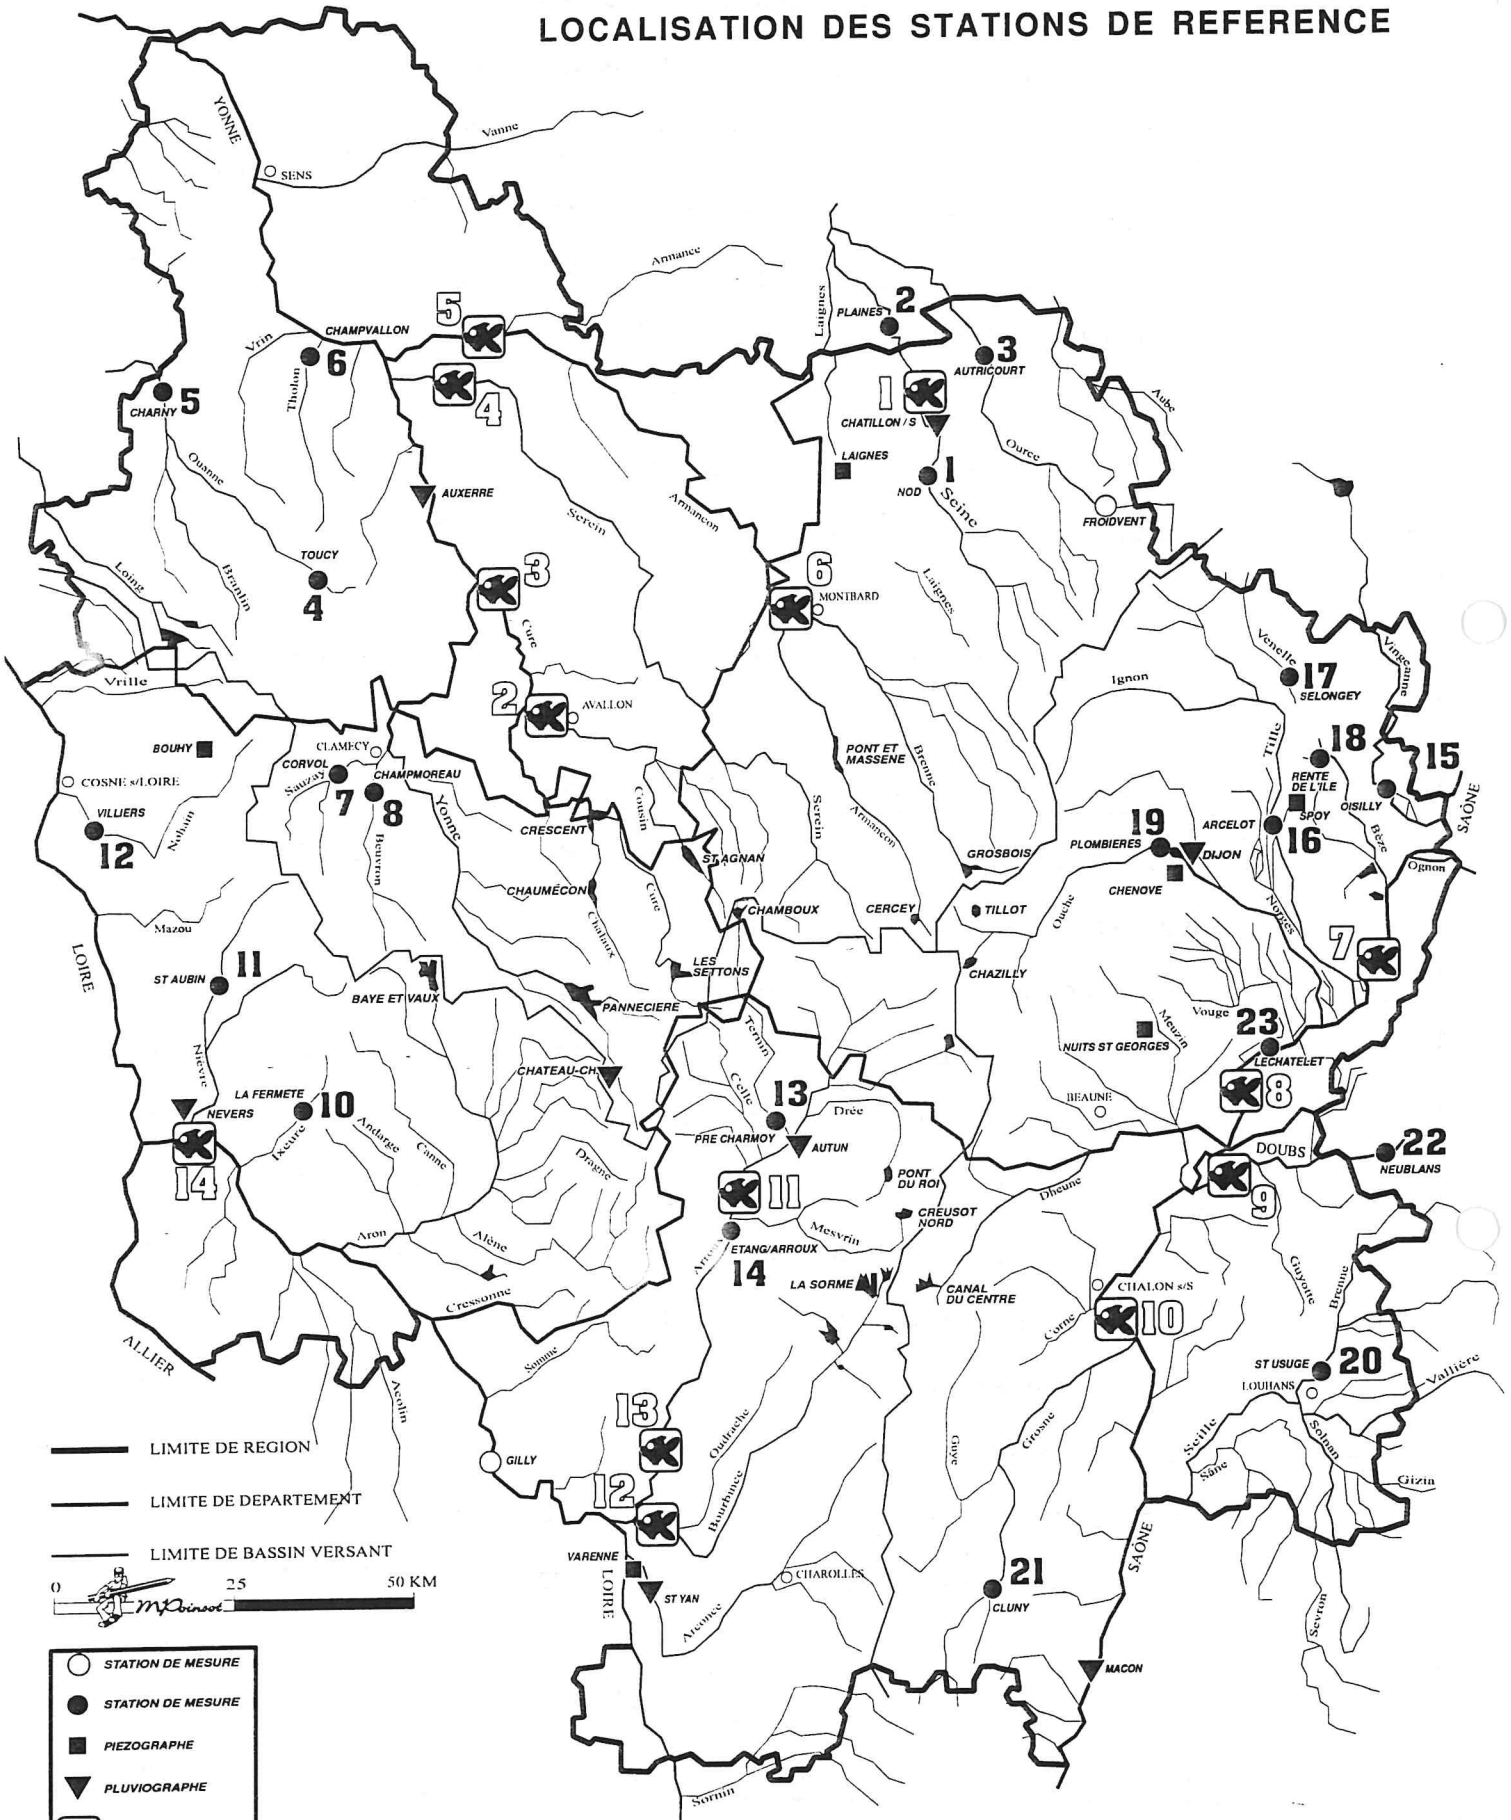 LOCALISATION DES STATIONS DE REFERENCE
YONNE
Vanne
SENS
Armance
5
CHAMPVALLON
Vrin
6
Tholon
4
CHARNY
5
Laignes
PLAINES
2
3
AUTRICOURT
1
CHATILLON / S
Aube
LAIGNES
Ource
1
NOD
Seine
FROIDVENT
Ouanne
AUXERRE
Armançon
Serein
TOUCY
4
Loing
Branlin
3
Cure
6
MONTBARD
Laignes
Venelle
17
SELONGEY
Vingeanne
Vrille
2
AVALLON
Ignon
Tille
BOUHY
CLAMECY
CORVOL
Sauzay
7
CHAMPMOREAU
8
Yonne
PONT ET
MASSENE
Brenne
18
RENTE
DE L'ILE
15
OISILLY
SAÔNE
COSNE s/LOIRE
VILLIERS
12
Nohain
Beuvron
CRESCENT
Cousin
Serein
Armançon
ST AGNAN
GROSBOIS
19
PLOMBIERES
DIJON
CHENOVE
ARCELOT
SPOY
16
Bèze
Ognon
CHAUMÉCON
Chalaux
Cure
CHAMBOUX
CERCEY
TILLOT
Ouche
Norges
7
Mazou
LOIRE
ST AUBIN
11
BAYE ET VAUX
LES
SETTONS
PANNECIERE
CHAZILLY
Ternin
NUITS ST GEORGES
Meuzin
Vouge
23
LECHATELET
8
Nièvre
CHATEAU-CH.
Celle
13
Drée
BEAUNE
LA FERMETE
10
NEVERS
Ixeure
Andarge
Canne
PRE CHARMOY
AUTUN
14
Dragne
11
PONT
DU ROI
DOUBS
22
NEUBLANS
9
Dheune
CREUSOT
NORD
Mesvrin
Aron
Alène
Arroux
ETANG/ARROUX
14
LA SORME
CANAL
DU CENTRE
CHALON s/S
10
Guyotte
Brenne
Cressonne
Corne
ALLIER
Somme
Acolin
ST USUGE
20
LOUHANS
Vallière
13
Oudrache
Guye
Grosne
Seille
Solnan
Sâne
Gizia
LIMITE DE REGION
GILLY
12
Bourbince
LIMITE DE DEPARTEMENT
LIMITE DE BASSIN VERSANT
VARENNE
LOIRE
ST YAN
CHAROLLES
Arconce
SAÔNE
21
CLUNY
Sevron
0 25 50 KM
MPoinsot
MACON
STATION DE MESURE
STATION DE MESURE
PIEZOGRAPHE
PLUVIOGRAPHE
Sornin